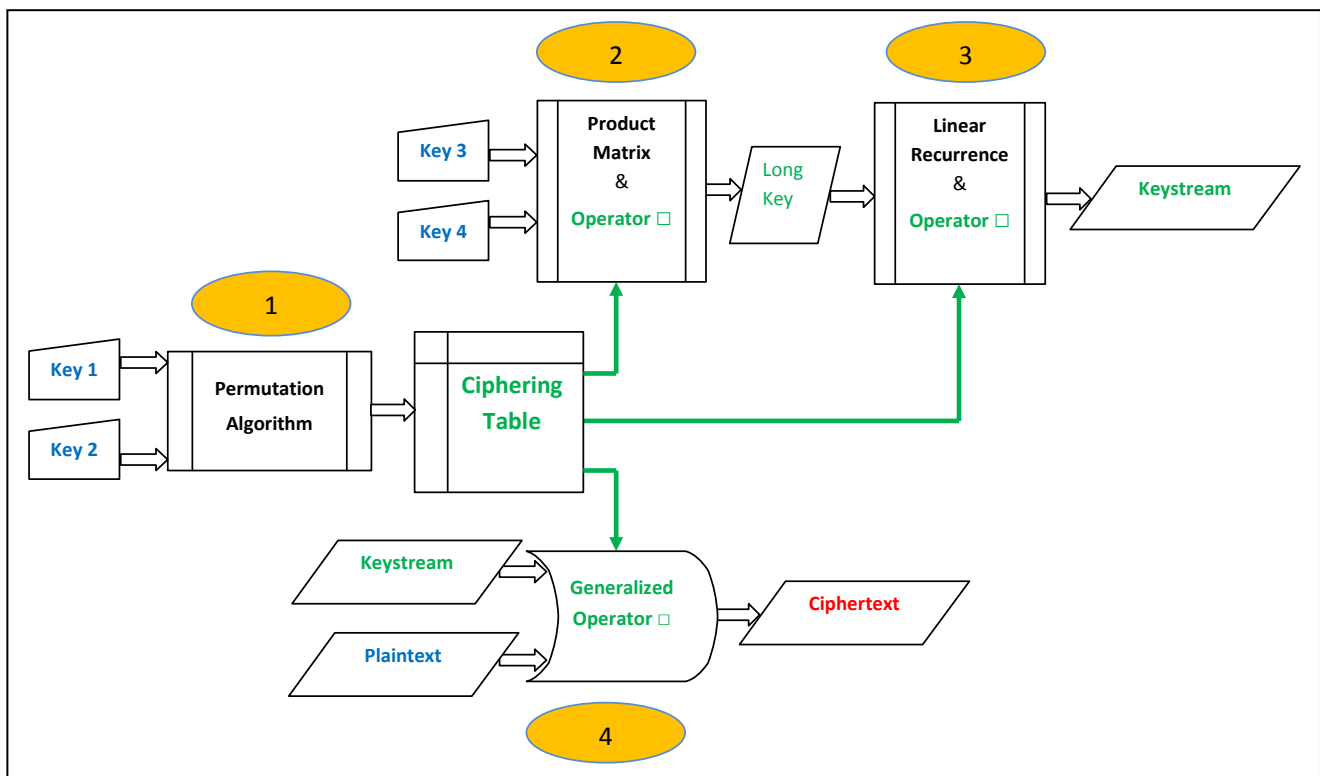 2
3
Key 3
Key 4
Product
Matrix
&
Operator □
Long
Key
Linear
Recurrence
&
Operator □
Keystream
1
Key 1
Key 2
Permutation
Algorithm
Ciphering
Table
Keystream
Plaintext
Generalized
Operator □
Ciphertext
4